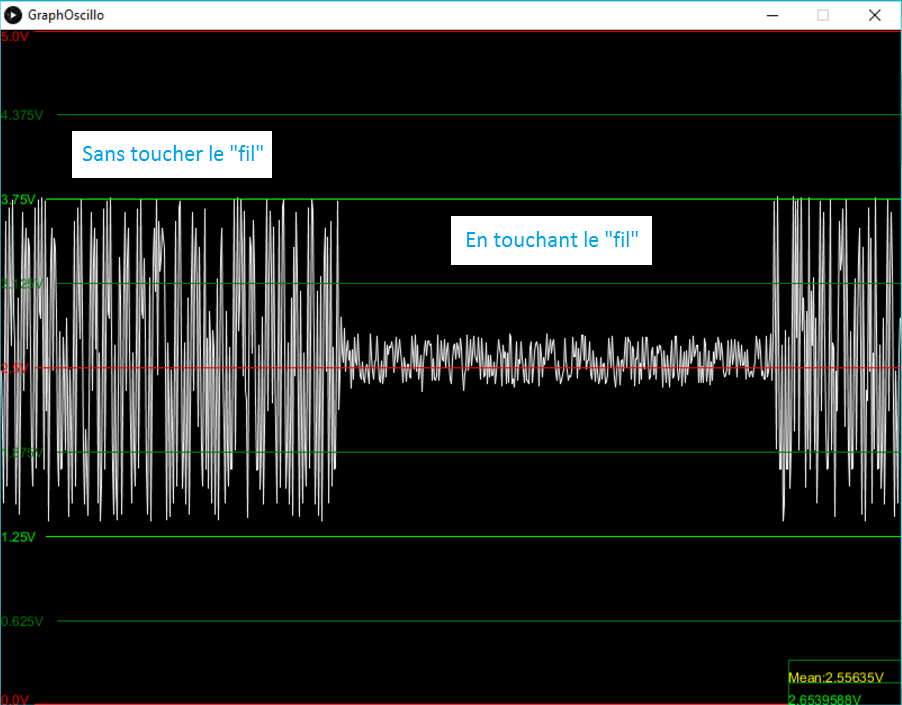 GraphOscillo
5.0V
4.375V
Sans toucher le "fil"
3.75V
En touchant le "fil"
3.125V
2.5V
1.875V
1.25V
0.625V
Mean:2.55635V
0.0V
2.6539588V